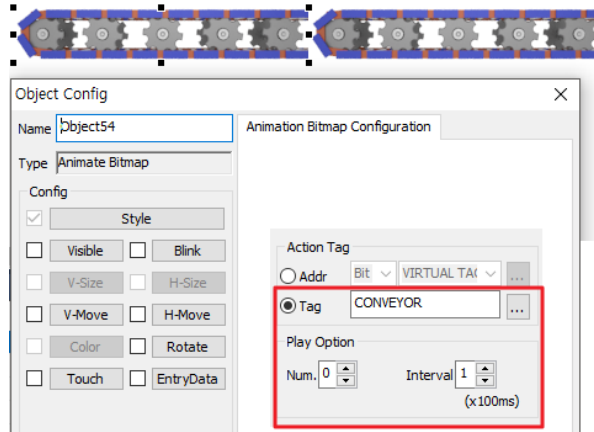 Object Config
Name Object54
Type Animate Bitmap
Config
Style
Visible Blink
V-Size H-Size
V-Move H-Move
Color Rotate
Touch EntryData
Animation Bitmap Configuration
Action Tag
Addr Bit VIRTUAL TA ...
Tag CONVEYOR ...
Play Option
Num. 0 Interval 1
(x100ms)